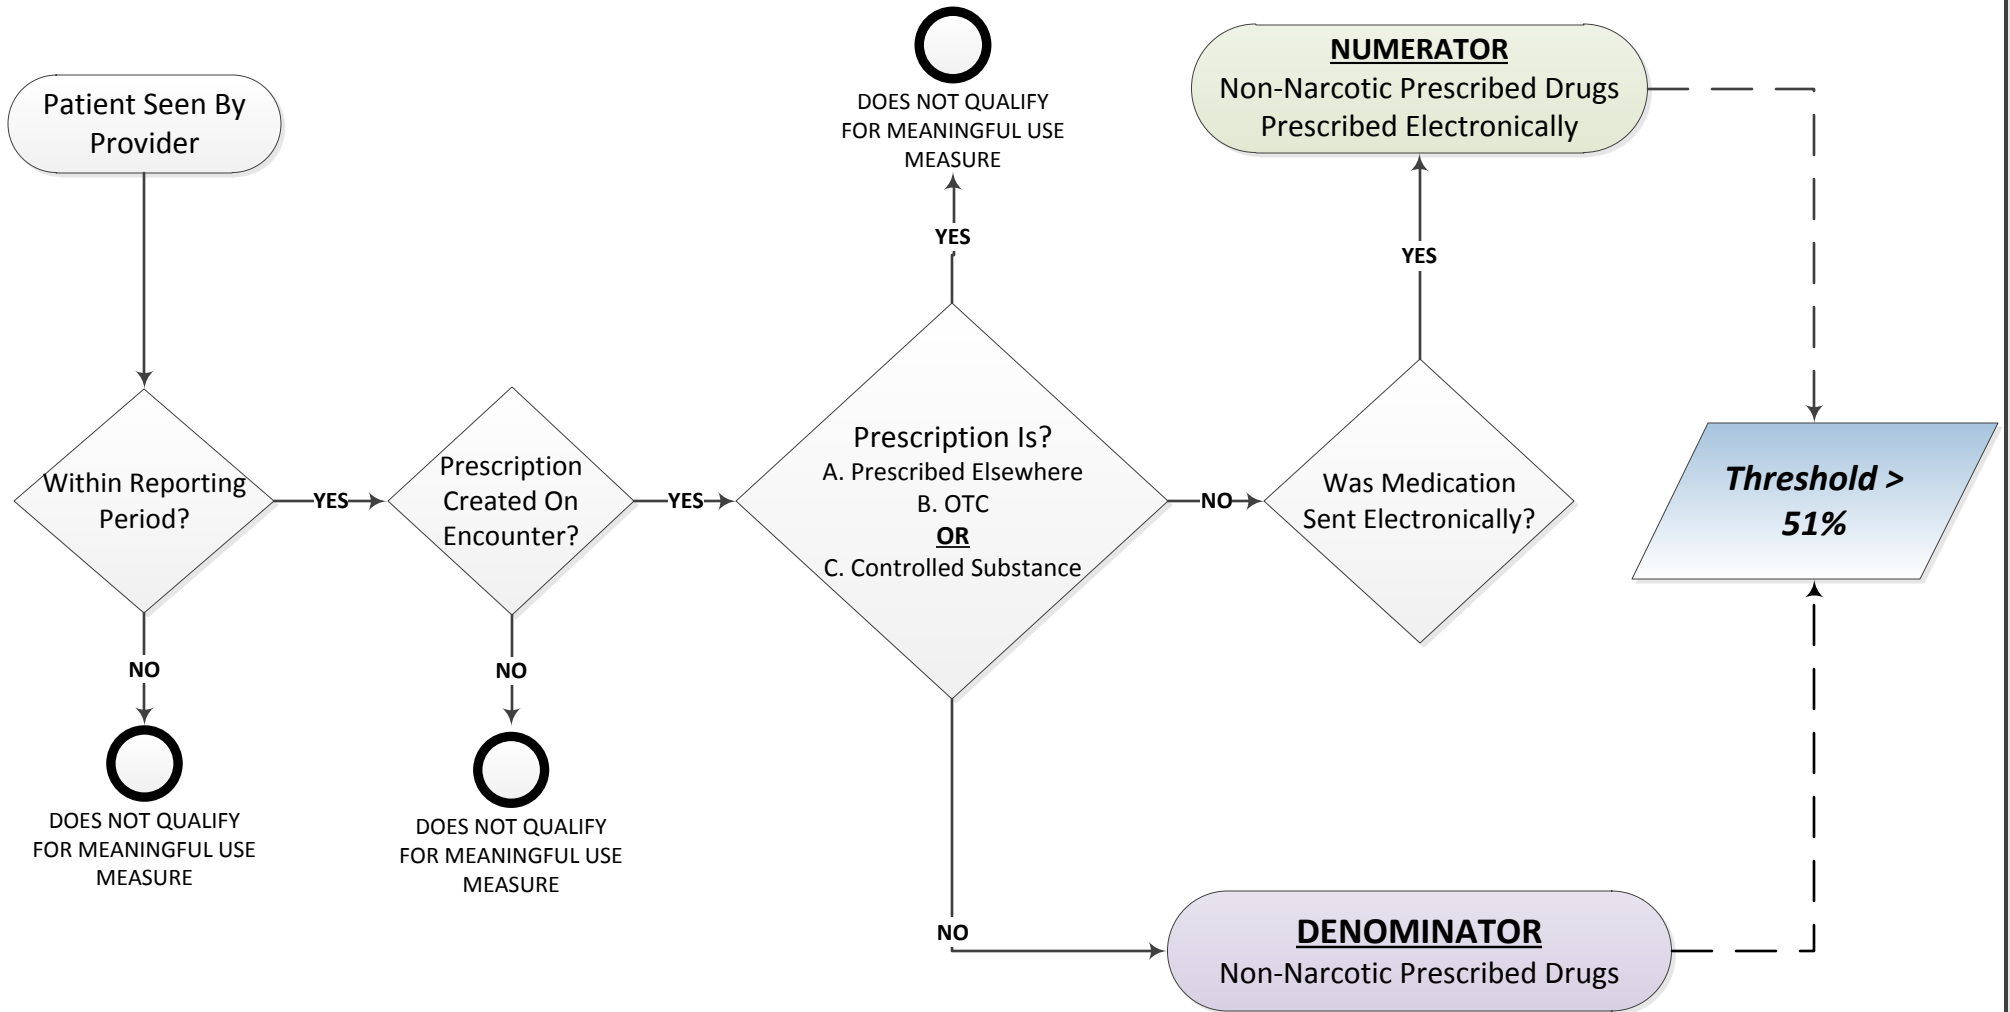 Patient Seen By
Provider
Within Reporting
Period?
YES
NO
DOES NOT QUALIFY
FOR MEANINGFUL USE
MEASURE
Prescription
Created On
Encounter?
YES
NO
DOES NOT QUALIFY
FOR MEANINGFUL USE
MEASURE
Prescription Is?
A. Prescribed Elsewhere
B. OTC
OR
C. Controlled Substance
YES
DOES NOT QUALIFY
FOR MEANINGFUL USE
MEASURE
NO
Was Medication
Sent Electronically?
YES
NUMERATOR
Non-Narcotic Prescribed Drugs
Prescribed Electronically
NO
DENOMINATOR
Non-Narcotic Prescribed Drugs
Threshold >
51%